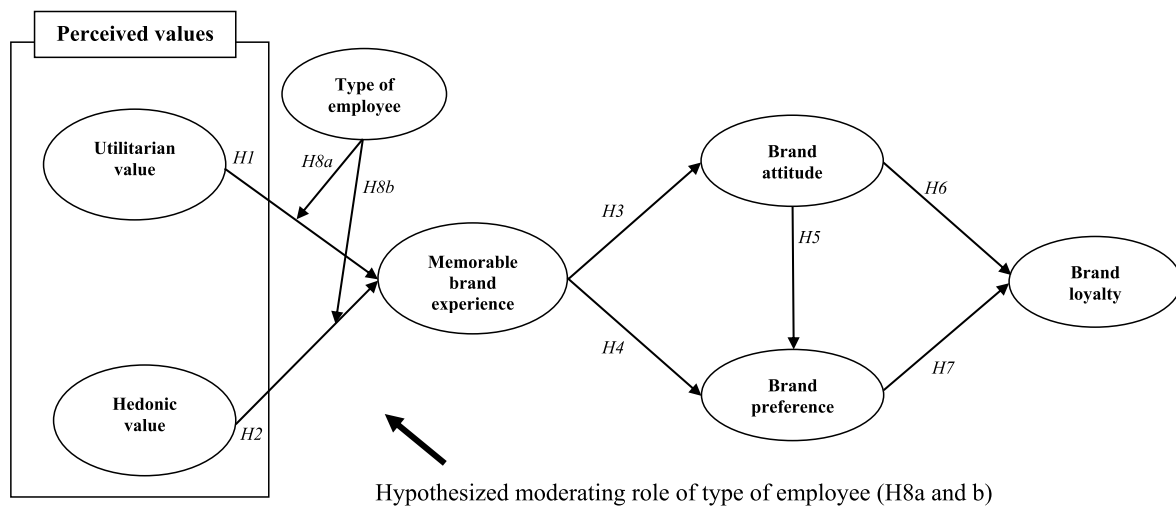 Perceived values
Type of
employee
Utilitarian
value
H1
H8a
H8b
Hedonic
value
H2
Memorable
brand
experience
H3
H4
Brand
attitude
H5
Brand
preference
H6
H7
Brand
loyalty
Hypothesized moderating role of type of employee (H8a and b)